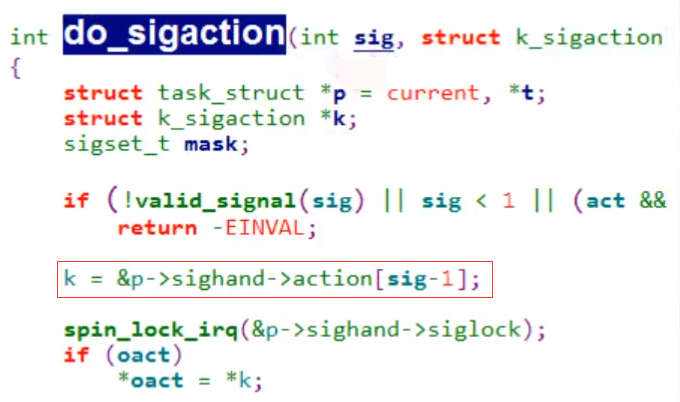 int do_sigaction(int sig, struct k_sigaction
{
struct task_struct *p = current, *t;
struct k_sigaction *k;
sigset_t mask;
if (!valid_signal(sig) || sig < 1 || (act &&
return -EINVAL;
k = &p->sighand->action[sig-1];
spin_lock_irq(&p->sighand->siglock);
if (oact)
*oact = *k;